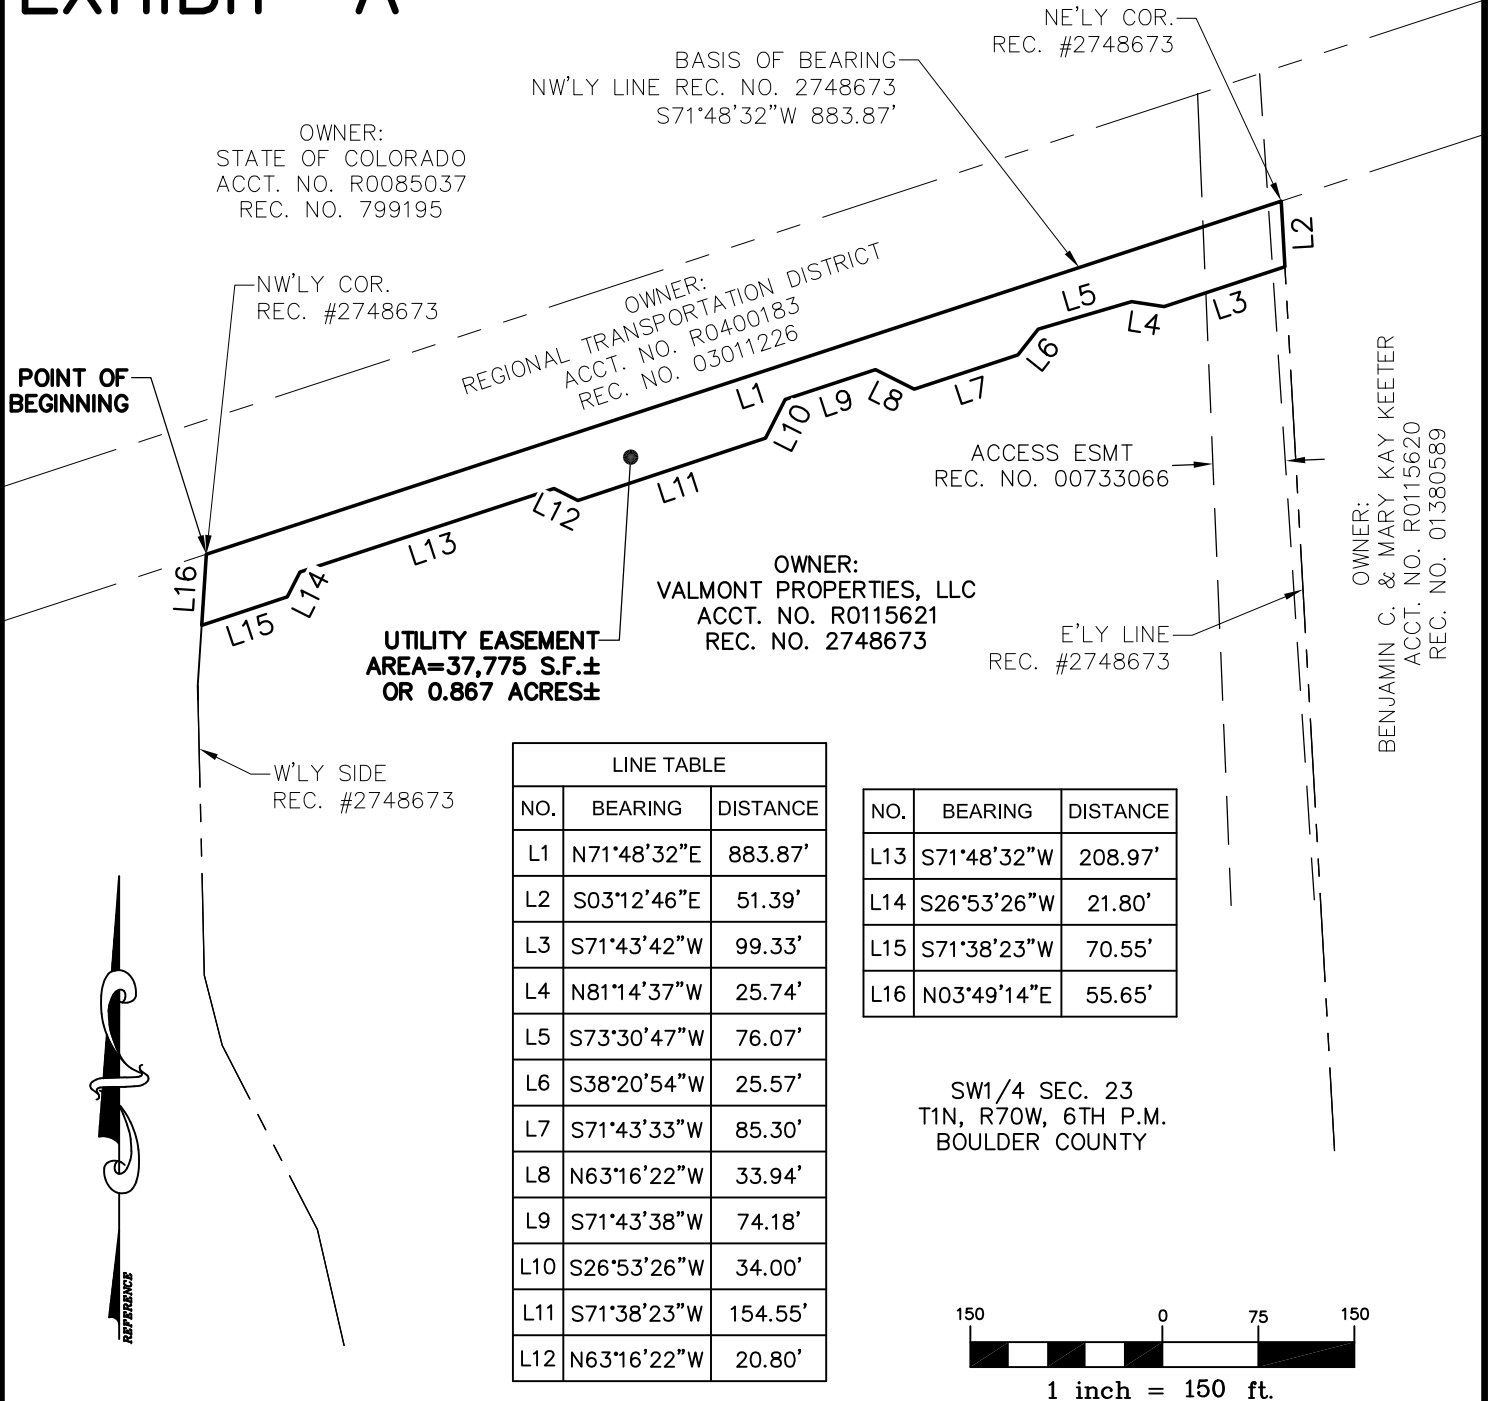 EXHIBIT "A"
NE'LY COR.
REC. #2748673
BASIS OF BEARING
NW'LY LINE REC. NO. 2748673
S71°48'32"W 883.87'
OWNER:
STATE OF COLORADO
ACCT. NO. R0085037
REC. NO. 799195
NW'LY COR.
REC. #2748673
OWNER:
REGIONAL TRANSPORTATION DISTRICT
ACCT. NO. R0400183
REC. NO. 03011226
POINT OF
BEGINNING
L1
L2
L3
L4
L5
L6
L7
L8
L9
L10
L11
L12
L13
L14
L15
L16
ACCESS ESMT
REC. NO. 00733066
OWNER:
VALMONT PROPERTIES, LLC
ACCT. NO. R0115621
REC. NO. 2748673
UTILITY EASEMENT
AREA=37,775 S.F.±
OR 0.867 ACRES±
E'LY LINE
REC. #2748673
OWNER:
BENJAMIN C. & MARY KAY KEETER
ACCT. NO. R0115620
REC. NO. 01380589
W'LY SIDE
REC. #2748673
LINE TABLE
NO. BEARING DISTANCE
L1 N71°48'32"E 883.87'
L2 S03°12'46"E 51.39'
L3 S71°43'42"W 99.33'
L4 N81°14'37"W 25.74'
L5 S73°30'47"W 76.07'
L6 S38°20'54"W 25.57'
L7 S71°43'33"W 85.30'
L8 N63°16'22"W 33.94'
L9 S71°43'38"W 74.18'
L10 S26°53'26"W 34.00'
L11 S71°38'23"W 154.55'
L12 N63°16'22"W 20.80'
NO. BEARING DISTANCE
L13 S71°48'32"W 208.97'
L14 S26°53'26"W 21.80'
L15 S71°38'23"W 70.55'
L16 N03°49'14"E 55.65'
SW1/4 SEC. 23
T1N, R70W, 6TH P.M.
BOULDER COUNTY
REFERENCE
150 0 75 150
1 inch = 150 ft.